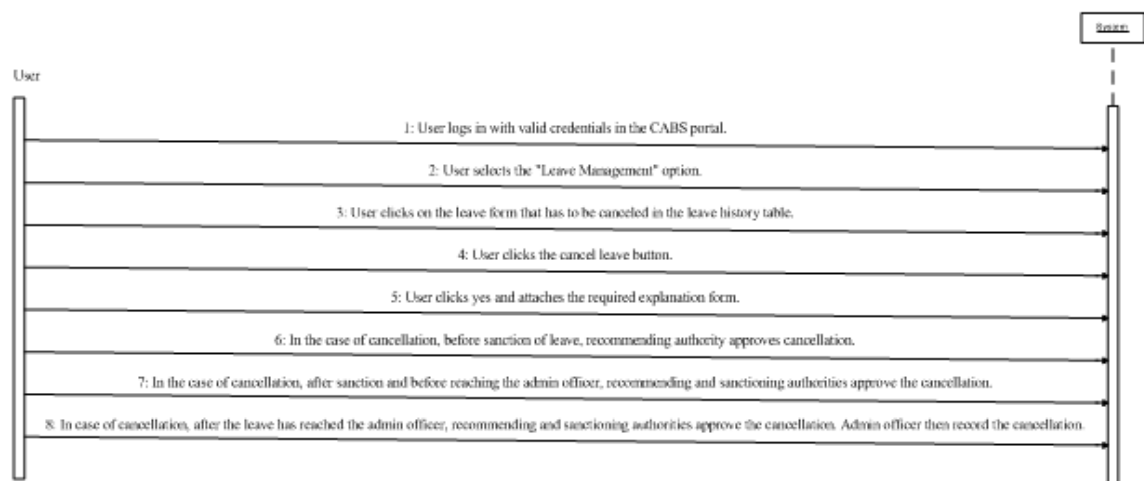 System
User
1: User logs in with valid credentials in the CABS portal.
2: User selects the "Leave Management" option.
3: User clicks on the leave form that has to be canceled in the leave history table.
4: User clicks the cancel leave button.
5: User clicks yes and attaches the required explanation form.
6: In the case of cancellation, before sanction of leave, recommending authority approves cancellation.
7: In the case of cancellation, after sanction and before reaching the admin officer, recommending and sanctioning authorities approve the cancellation.
8: In case of cancellation, after the leave has reached the admin officer, recommending and sanctioning authorities approve the cancellation. Admin officer then record the cancellation.